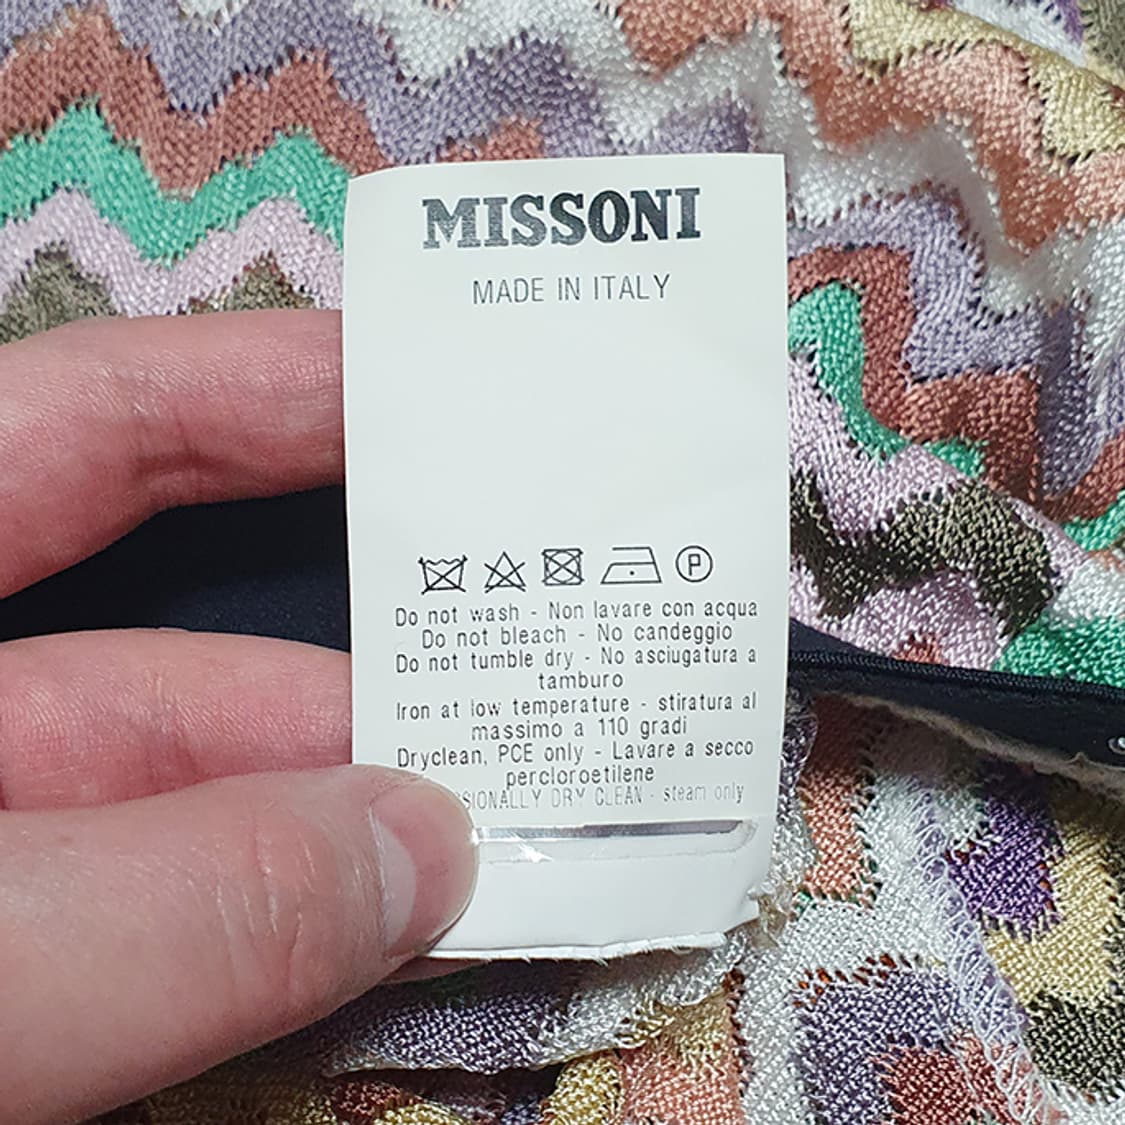 MISSONI
MADE IN ITALY
P
Do not wash - Non lavare con acqua
Do not bleach - No candeggio
Do not tumble dry - No asciugatura a
tamburo
Iron at low temperature - stiratura al
massimo a 110 gradi
Dryclean, PCE only - Lavare a secco
percloroetilene
DRY CLEAN - steam only